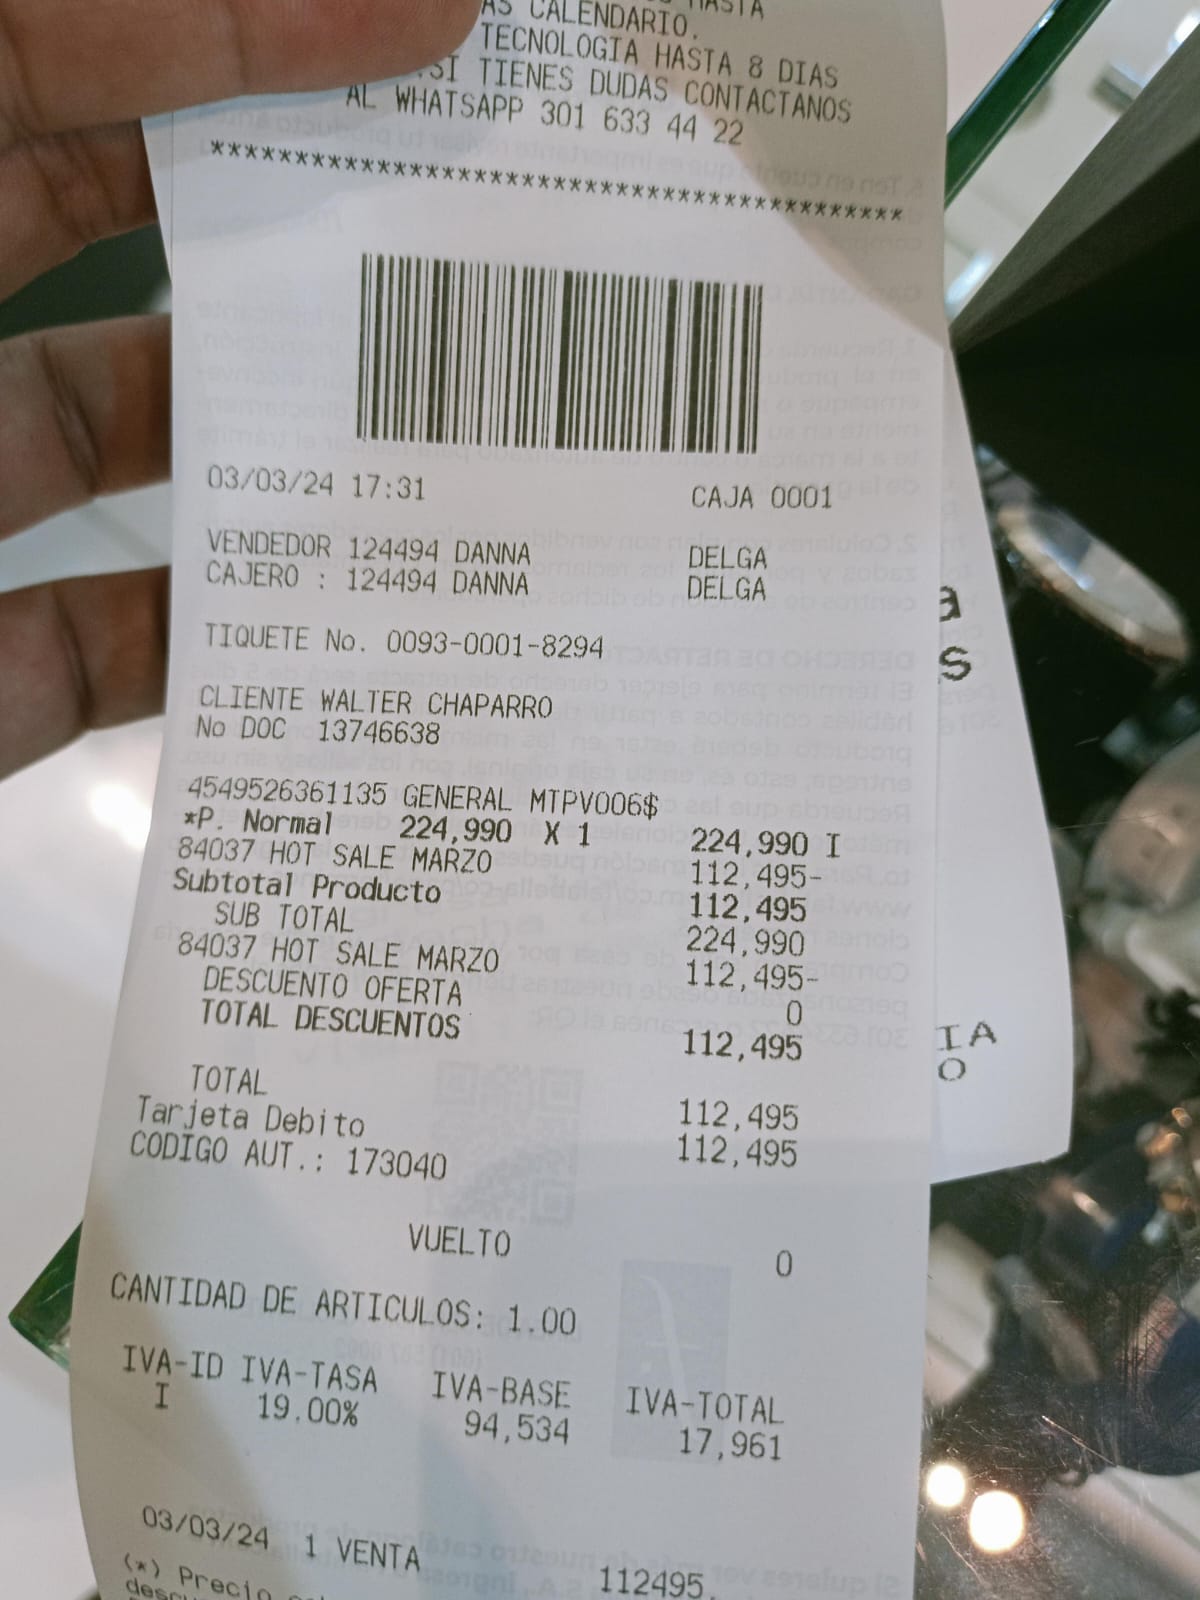 HASTA
AS CALENDARIO.
TECNOLOGIA HASTA 8 DIAS
.SI TIENES DUDAS CONTACTANOS
AL WHATSAPP 301 633 44 22
*****************************************
03/03/24 17:31 CAJA 0001
VENDEDOR 124494 DANNA DELGA
CAJERO : 124494 DANNA DELGA
TIQUETE No. 0093-0001-8294
CLIENTE WALTER CHAPARRO
No DOC 13746638
4549526361135 GENERAL MTPV006$
*P. Normal 224,990 X 1 224,990 I
84037 HOT SALE MARZO 112,495-
Subtotal Producto 112,495
SUB TOTAL 224,990
84037 HOT SALE MARZO 112,495-
DESCUENTO OFERTA 0
TOTAL DESCUENTOS 112,495
TOTAL 112,495
Tarjeta Debito 112,495
CODIGO AUT.: 173040
VUELTO 0
CANTIDAD DE ARTICULOS: 1.00
IVA-ID IVA-TASA IVA-BASE IVA-TOTAL
I 19.00% 94,534 17,961
03/03/24 1 VENTA 112495.
(*) Precio
a
S
IA
O